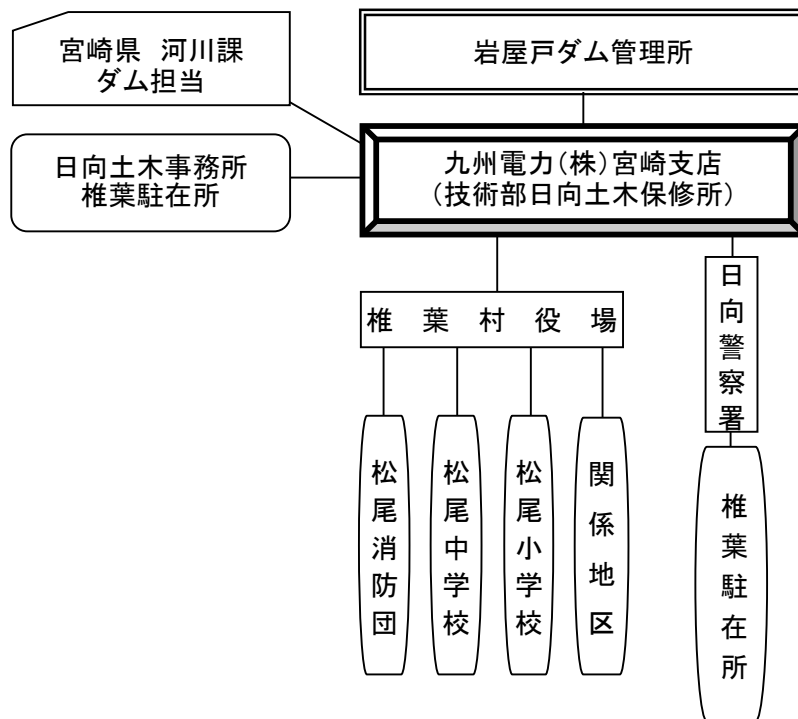 宮崎県 河川課
ダム担当
岩屋戸ダム管理所
日向土木事務所
椎葉駐在所
九州電力(株)宮崎支店
(技術部日向土木保修所)
椎葉村役場
日向警察署
松尾消防団
松尾中学校
松尾小学校
関係地区
椎葉駐在所